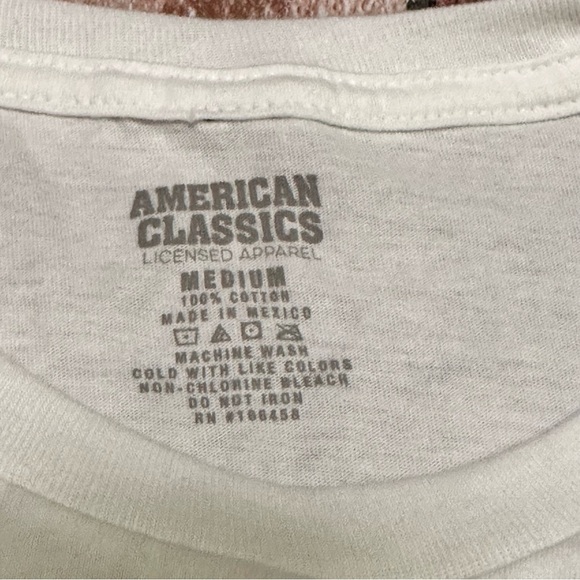 AMERICAN
CLASSICS
LICENSED APPAREL
MEDIUM
100% COTTON
MADE IN MEXICO
MACHINE WASH
COLD WITH LIKE COLORS
NON-CHLORINE BLEACH
DO NOT IRON
RN #106458